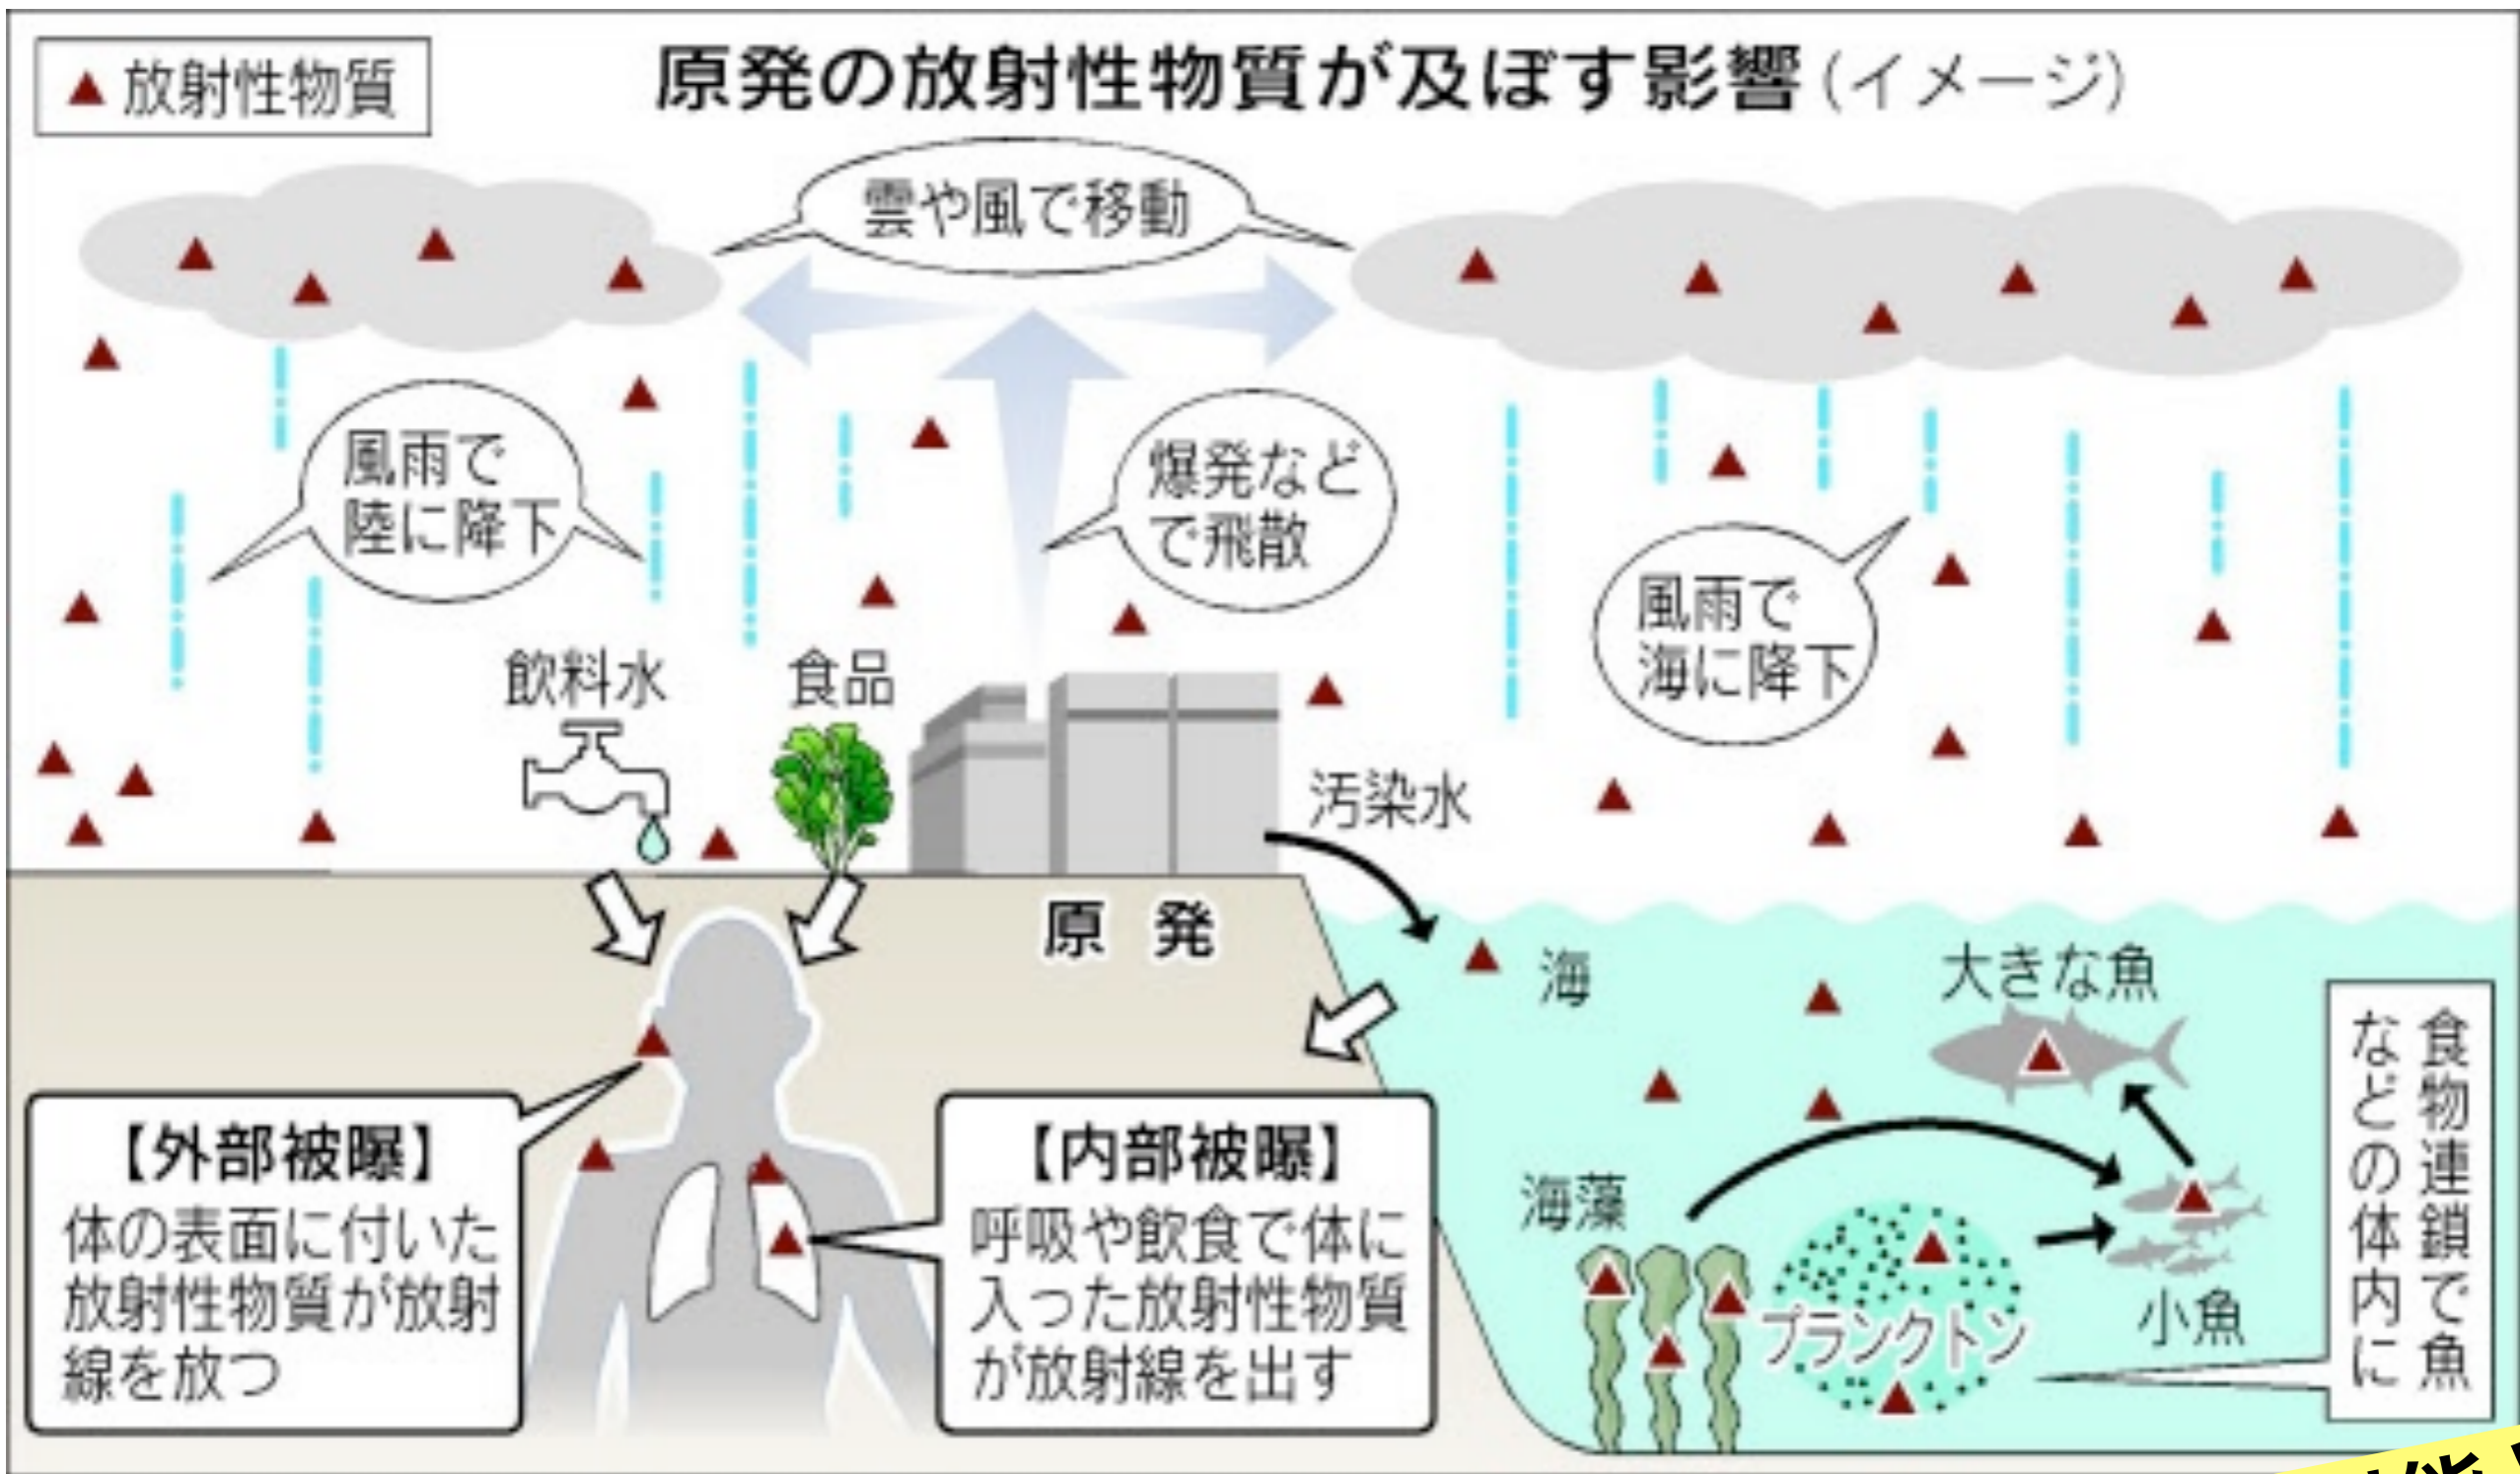 放射性物質
原発の放射性物質が及ぼす影響(イメージ)
雲や風で移動
風雨で
陸に降下
爆発など
で飛散
風雨で
海に降下
飲料水
食品
汚染水
原発
海
大きな魚
食物連鎖で魚
などの体内に
【外部被曝】
体の表面に付いた
放射性物質が放射
線を放つ
【内部被曝】
呼吸や飲食で体に
入った放射性物質
が放射線を出す
海藻
プランクトン
小魚